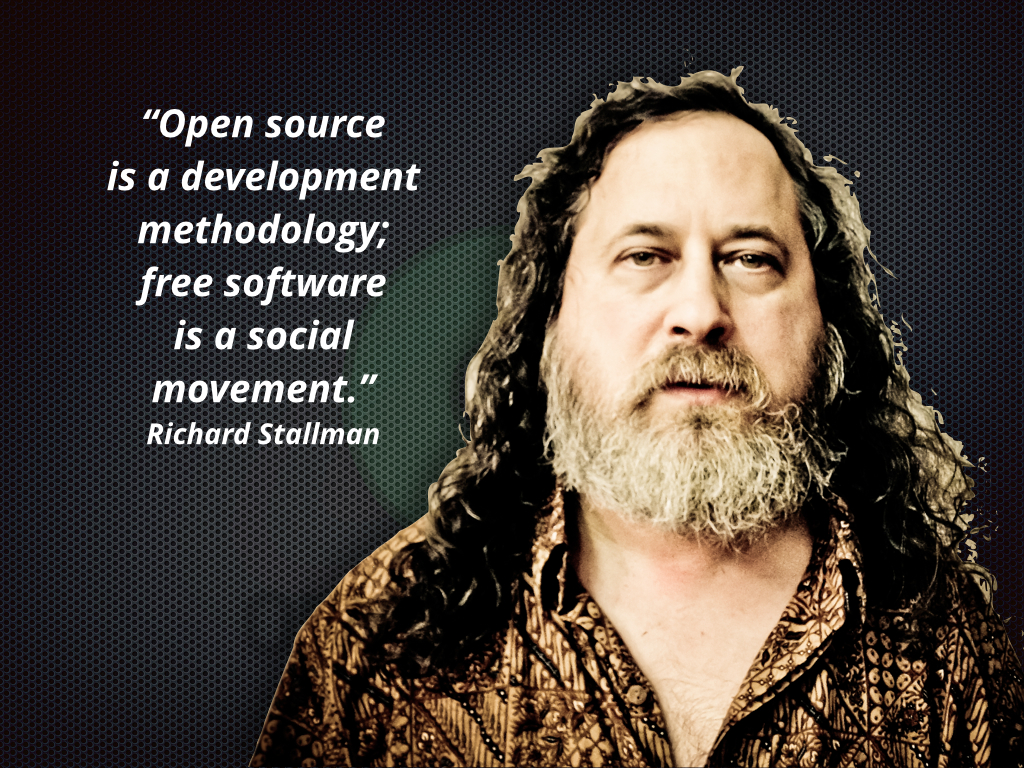 “Open source
is a development
methodology;
free software
is a social
movement.”
Richard Stallman